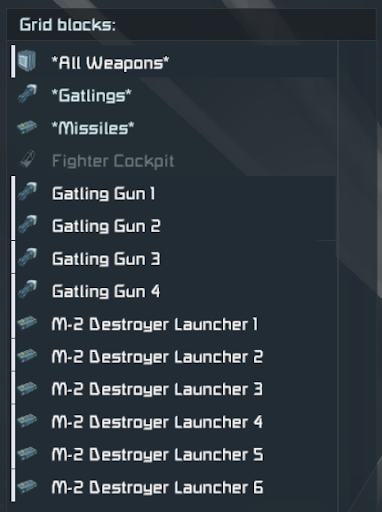 Grid blocks:
*All Weapons*
*Gatlings*
*Missiles*
Fighter Cockpit
Gatling Gun 1
Gatling Gun 2
Gatling Gun 3
Gatling Gun 4
M-2 Destroyer Launcher 1
M-2 Destroyer Launcher 2
M-2 Destroyer Launcher 3
M-2 Destroyer Launcher 4
M-2 Destroyer Launcher 5
M-2 Destroyer Launcher 6